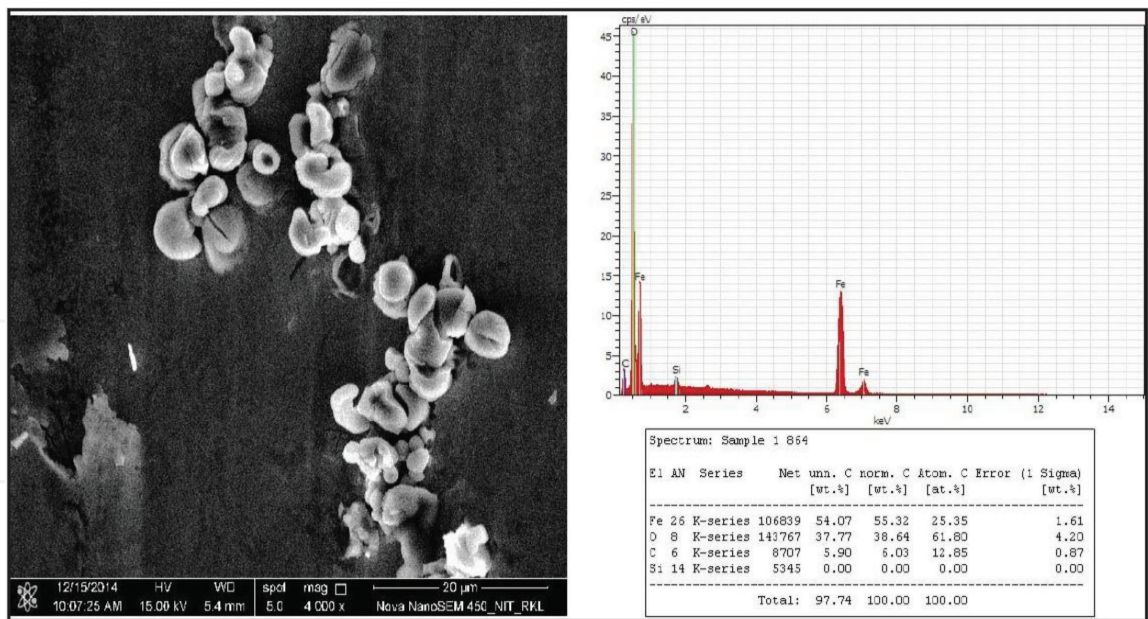 12/15/2014 HV WD spot mag □ 20 µm
10:07:25 AM 15.00 kV 5.4 mm 5.0 4 000 x Nova NanoSEM 450_NIT_RKL
cps/eV
45
40
35
30
25
20
15
10
5
0
O
Fe
C
Si
Fe
Fe
2 4 6 8 10 12 14
keV
Spectrum: Sample 1 864
El AN Series Net unn. C norm. C Atom. C Error (1 Sigma)
[wt.%] [wt.%] [at.%] [wt.%]
Fe 26 K-series 106839 54.07 55.32 25.35 1.61
O 8 K-series 143767 37.77 38.64 61.80 4.20
C 6 K-series 8707 5.90 6.03 12.85 0.87
Si 14 K-series 5345 0.00 0.00 0.00 0.00
Total: 97.74 100.00 100.00